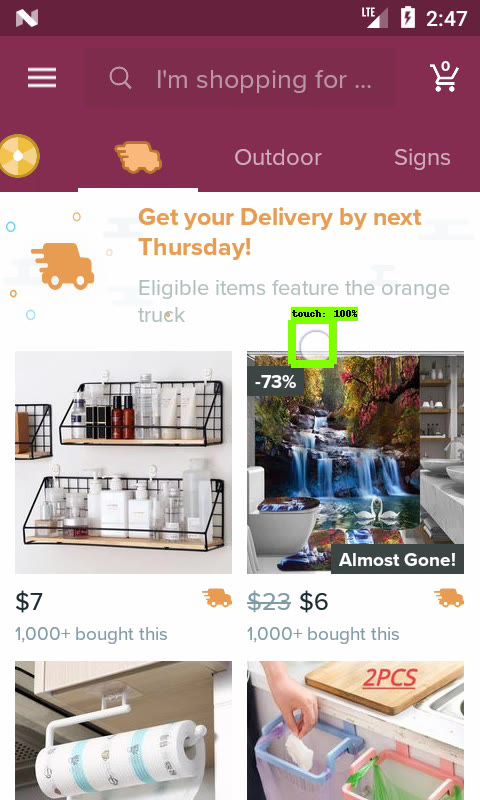 LTE
2:47
I'm shopping for ...
0
Outdoor
Signs
Get your Delivery by next
Thursday!
Eligible items feature the orange
truck
touch: 100%
-73%
Almost Gone!
$7
$23 $6
1,000+ bought this
1,000+ bought this
2PCS